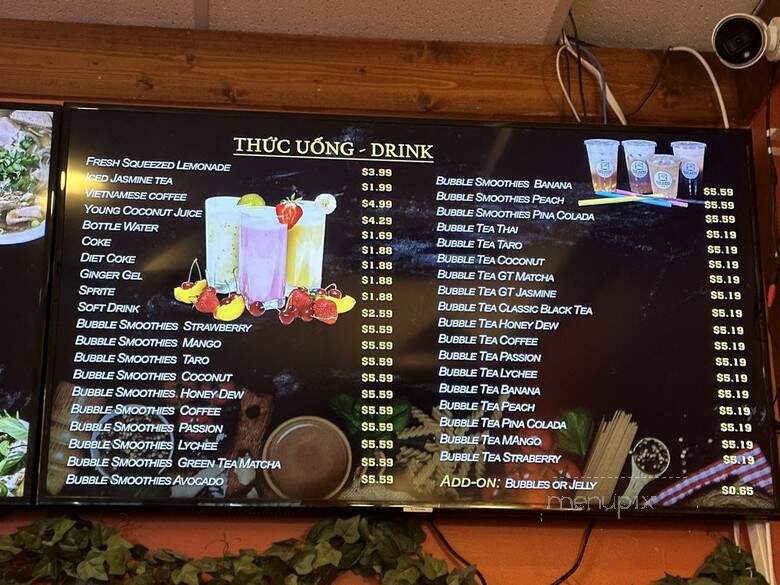 THỨC UỐNG - DRINK
FRESH SQUEEZED LEMONADE $3.99
ICED JASMINE TEA $1.99
VIETNAMESE COFFEE $4.99
YOUNG COCONUT JUICE $4.29
BOTTLE WATER $1.69
COKE $1.88
DIET COKE $1.88
GINGER GEL $1.88
SPRITE $1.88
SOFT DRINK $2.59
BUBBLE SMOOTHIES STRAWBERRY $5.59
BUBBLE SMOOTHIES MANGO $5.59
BUBBLE SMOOTHIES TARO $5.59
BUBBLE SMOOTHIES COCONUT $5.59
BUBBLE SMOOTHIES HONEY DEW $5.59
BUBBLE SMOOTHIES COFFEE $5.59
BUBBLE SMOOTHIES PASSION $5.59
BUBBLE SMOOTHIES LYCHEE $5.59
BUBBLE SMOOTHIES GREEN TEA MATCHA $5.59
BUBBLE SMOOTHIES AVOCADO $5.59
BUBBLE SMOOTHIES BANANA $5.59
BUBBLE SMOOTHIES PEACH $5.59
BUBBLE SMOOTHIES PINA COLADA $5.59
BUBBLE TEA THAI $5.19
BUBBLE TEA TARO $5.19
BUBBLE TEA COCONUT $5.19
BUBBLE TEA GT MATCHA $5.19
BUBBLE TEA GT JASMINE $5.19
BUBBLE TEA CLASSIC BLACK TEA $5.19
BUBBLE TEA HONEY DEW $5.19
BUBBLE TEA COFFEE $5.19
BUBBLE TEA PASSION $5.19
BUBBLE TEA LYCHEE $5.19
BUBBLE TEA BANANA $5.19
BUBBLE TEA PEACH $5.19
BUBBLE TEA PINA COLADA $5.19
BUBBLE TEA MANGO $5.19
BUBBLE TEA STRABERRY $5.19
ADD-ON: BUBBLES OR JELLY $0.65
menupix